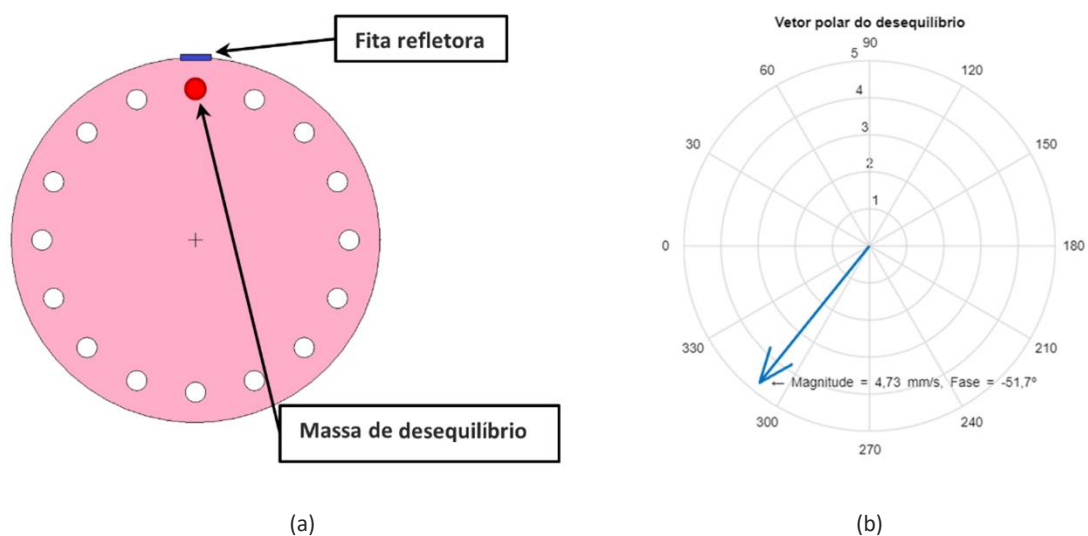 Fita refletora
Massa de desequilíbrio
(a)
Vetor polar do desequilíbrio
90
5
60
120
4
3
30
150
2
1
0
180
330
210
← Magnitude = 4,73 mm/s, Fase = -51,7º
300
240
270
(b)